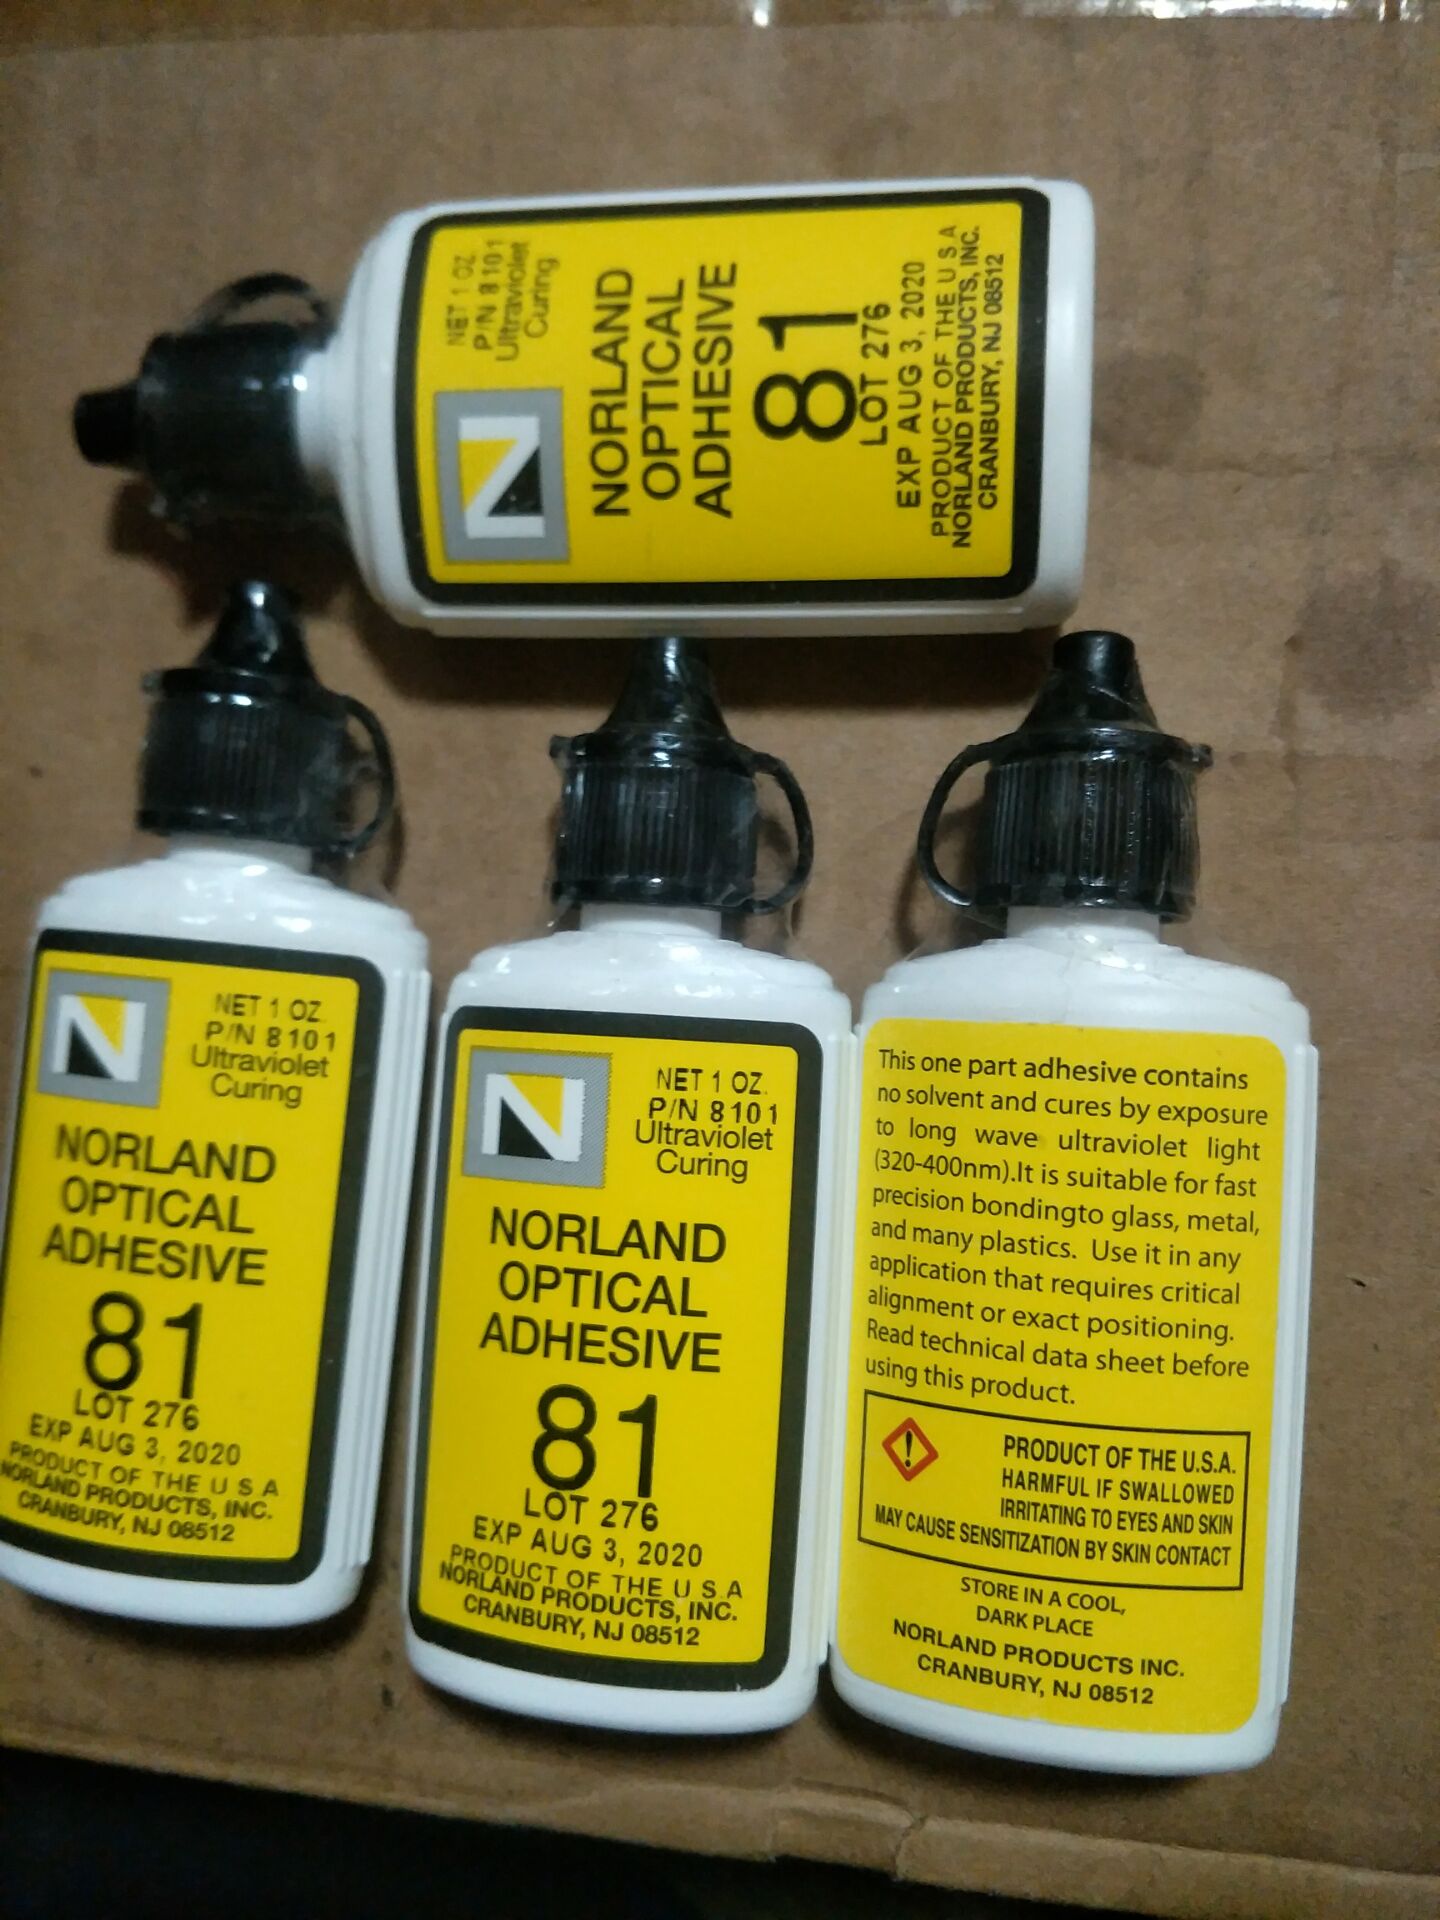 NET 1 OZ.
P/N 8101
Ultraviolet
Curing
N
NORLAND
OPTICAL
ADHESIVE
81
LOT 276
EXP AUG 3, 2020
PRODUCT OF THE U S A
NORLAND PRODUCTS, INC.
CRANBURY, NJ 08512
N
NET 1 OZ.
P/N 8101
Ultraviolet
Curing
NORLAND
OPTICAL
ADHESIVE
81
LOT 276
EXP AUG 3, 2020
PRODUCT OF THE U S A
NORLAND PRODUCTS, INC.
CRANBURY, NJ 08512
N
NET 1 OZ.
P/N 8101
Ultraviolet
Curing
NORLAND
OPTICAL
ADHESIVE
81
LOT 276
EXP AUG 3, 2020
PRODUCT OF THE U S A
NORLAND PRODUCTS, INC.
CRANBURY, NJ 08512
This one part adhesive contains
no solvent and cures by exposure
to long wave ultraviolet light
(320-400nm).It is suitable for fast
precision bondingto glass, metal,
and many plastics. Use it in any
application that requires critical
alignment or exact positioning.
Read technical data sheet before
using this product.
PRODUCT OF THE U.S.A.
HARMFUL IF SWALLOWED
IRRITATING TO EYES AND SKIN
MAY CAUSE SENSITIZATION BY SKIN CONTACT
STORE IN A COOL,
DARK PLACE
NORLAND PRODUCTS INC.
CRANBURY, NJ 08512